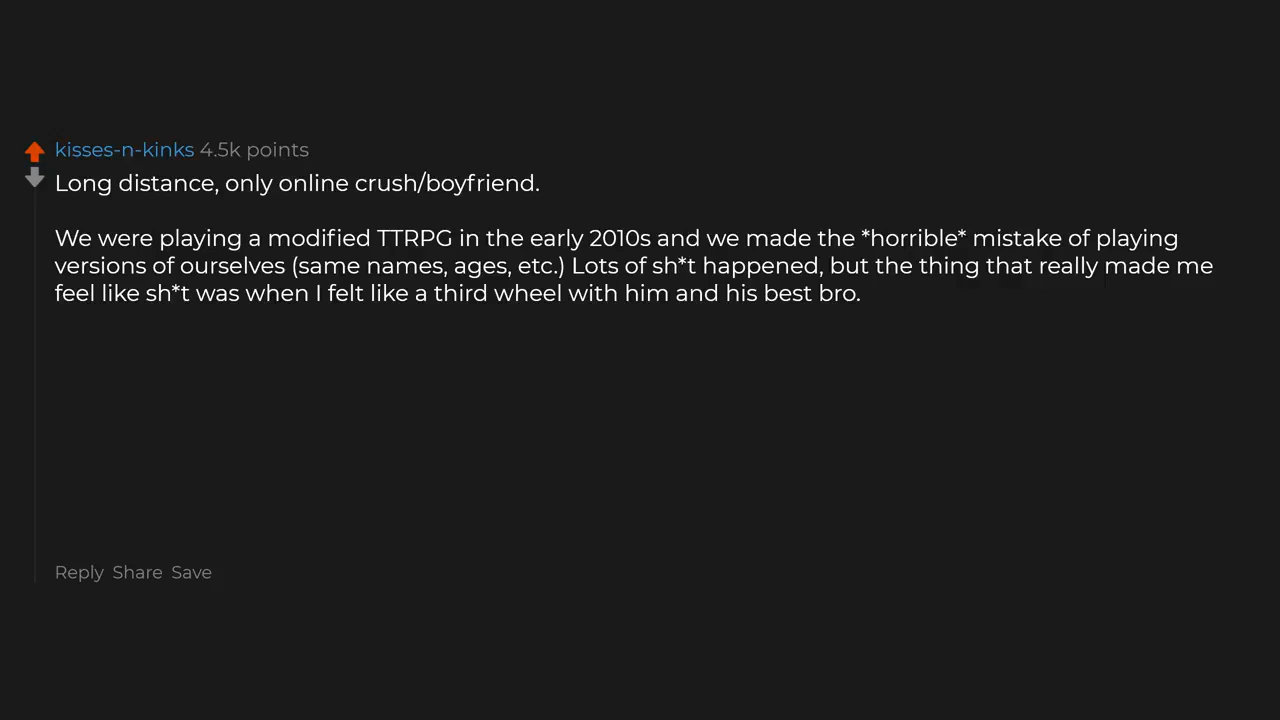 kisses-n-kinks 4.5k points
Long distance, only online crush/boyfriend.
We were playing a modified TTRPG in the early 2010s and we made the *horrible* mistake of playing
versions of ourselves (same names, ages, etc.) Lots of sh*t happened, but the thing that really made me
feel like sh*t was when I felt like a third wheel with him and his best bro.
Reply Share Save